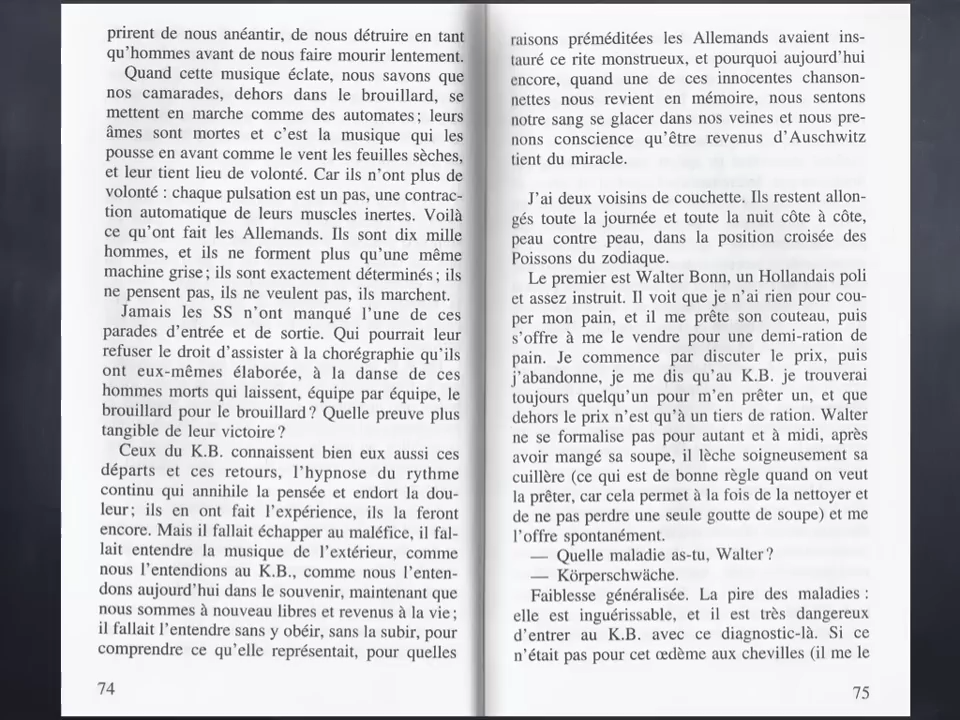 prirent de nous anéantir, de nous détruire en tant
qu'hommes avant de nous faire mourir lentement.
Quand cette musique éclate, nous savons que
nos camarades, dehors dans le brouillard, se
mettent en marche comme des automates ; leurs
âmes sont mortes et c'est la musique qui les
pousse en avant comme le vent les feuilles sèches,
et leur tient lieu de volonté. Car ils n'ont plus de
volonté : chaque pulsation est un pas, une contrac-
tion automatique de leurs muscles inertes. Voilà
ce qu'ont fait les Allemands. Ils sont dix mille
hommes, et ils ne forment plus qu'une même
machine grise ; ils sont exactement déterminés ; ils
ne pensent pas, ils ne veulent pas, ils marchent.
Jamais les SS n'ont manqué l'une de ces
parades d'entrée et de sortie. Qui pourrait leur
refuser le droit d'assister à la chorégraphie qu'ils
ont eux-mêmes élaborée, à la danse de ces
hommes morts qui laissent, équipe par équipe, le
brouillard pour le brouillard ? Quelle preuve plus
tangible de leur victoire ?
Ceux du K.B. connaissent bien eux aussi ces
départs et ces retours, l'hypnose du rythme
continu qui annihile la pensée et endort la dou-
leur ; ils en ont fait l'expérience, ils la feront
encore. Mais il fallait échapper au maléfice, il fal-
lait entendre la musique de l'extérieur, comme
nous l'entendions au K.B., comme nous l'enten-
dons aujourd'hui dans le souvenir, maintenant que
nous sommes à nouveau libres et revenus à la vie ;
il fallait l'entendre sans y obéir, sans la subir, pour
comprendre ce qu'elle représentait, pour quelles
74
raisons préméditées les Allemands avaient ins-
tauré ce rite monstrueux, et pourquoi aujourd'hui
encore, quand une de ces innocentes chanson-
nettes nous revient en mémoire, nous sentons
notre sang se glacer dans nos veines et nous pre-
nons conscience qu'être revenus d'Auschwitz
tient du miracle.
J'ai deux voisins de couchette. Ils restent allon-
gés toute la journée et toute la nuit côte à côte,
peau contre peau, dans la position croisée des
Poissons du zodiaque.
Le premier est Walter Bonn, un Hollandais poli
et assez instruit. Il voit que je n'ai rien pour cou-
per mon pain, et il me prête son couteau, puis
s'offre à me le vendre pour une demi-ration de
pain. Je commence par discuter le prix, puis
j'abandonne, je me dis qu'au K.B. je trouverai
toujours quelqu'un pour m'en prêter un, et que
dehors le prix n'est qu'à un tiers de ration. Walter
ne se formalise pas pour autant et à midi, après
avoir mangé sa soupe, il lèche soigneusement sa
cuillère (ce qui est de bonne règle quand on veut
la prêter, car cela permet à la fois de la nettoyer et
de ne pas perdre une seule goutte de soupe) et me
l'offre spontanément.
— Quelle maladie as-tu, Walter ?
— Körperschwäche.
Faiblesse généralisée. La pire des maladies :
elle est inguérissable, et il est très dangereux
d'entrer au K.B. avec ce diagnostic-là. Si ce
n'était pas pour cet œdème aux chevilles (il me le
75